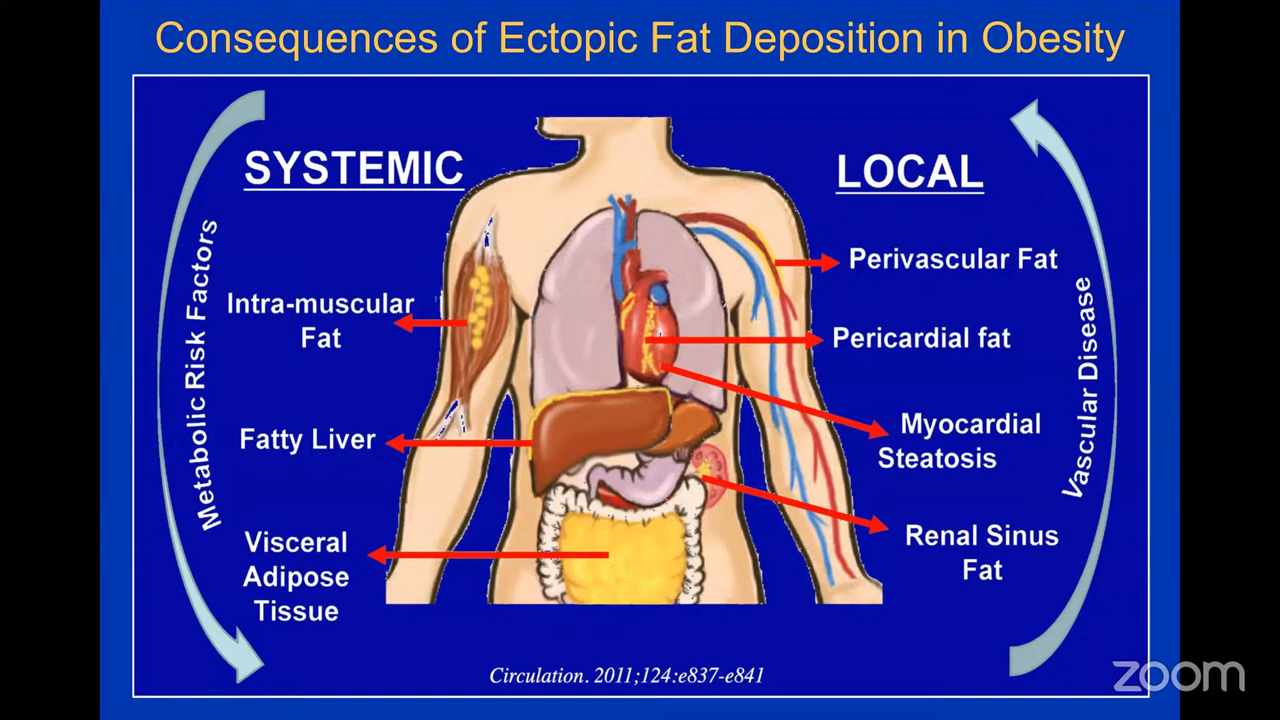 Consequences of Ectopic Fat Deposition in Obesity
SYSTEMIC
Metabolic Risk Factors
Intra-muscular
Fat
Fatty Liver
Visceral
Adipose
Tissue
LOCAL
Perivascular Fat
Pericardial fat
Myocardial
Steatosis
Renal Sinus
Fat
Vascular Disease
Circulation. 2011;124:e837-e841
zoom